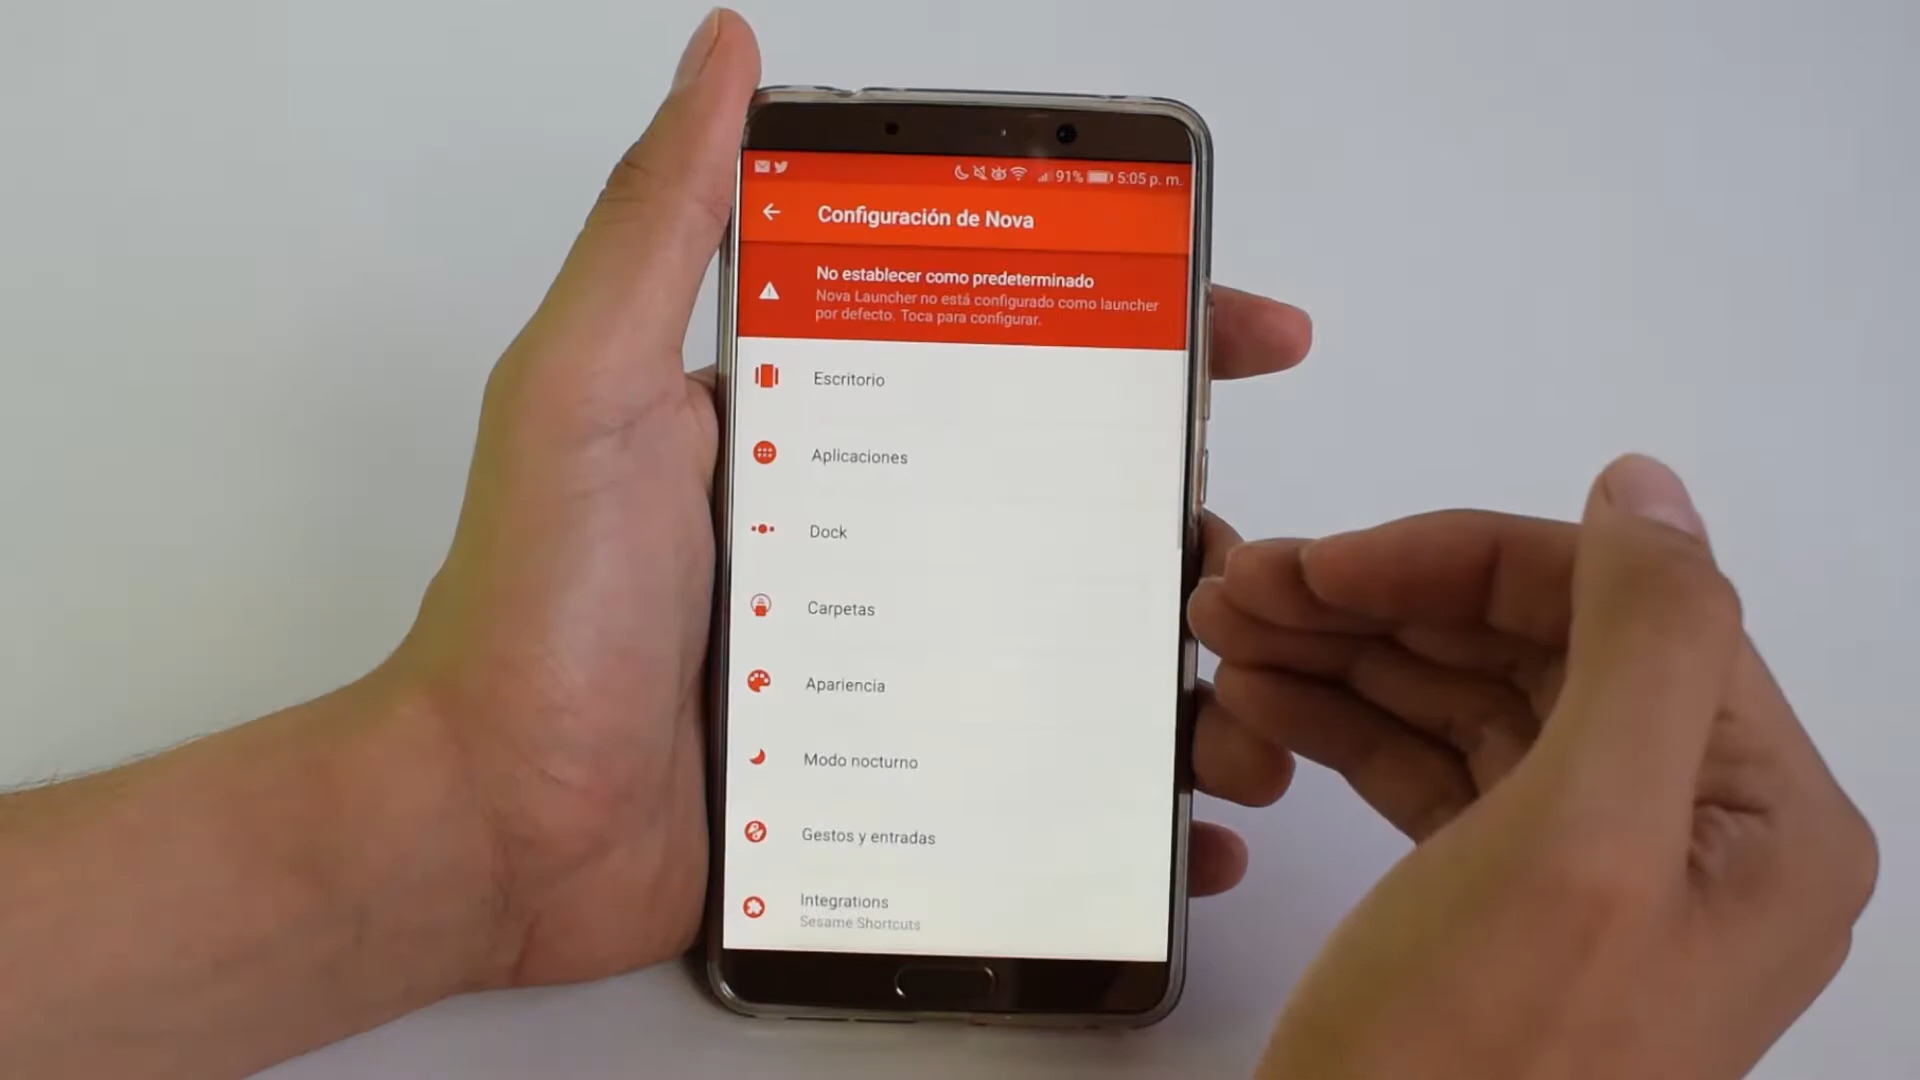 91% 5:05 p. m.
Configuración de Nova
No establecer como predeterminado
Nova Launcher no está configurado como launcher
por defecto. Toca para configurar.
Escritorio
Aplicaciones
Dock
Carpetas
Apariencia
Modo nocturno
Gestos y entradas
Integrations
Sesame Shortcuts